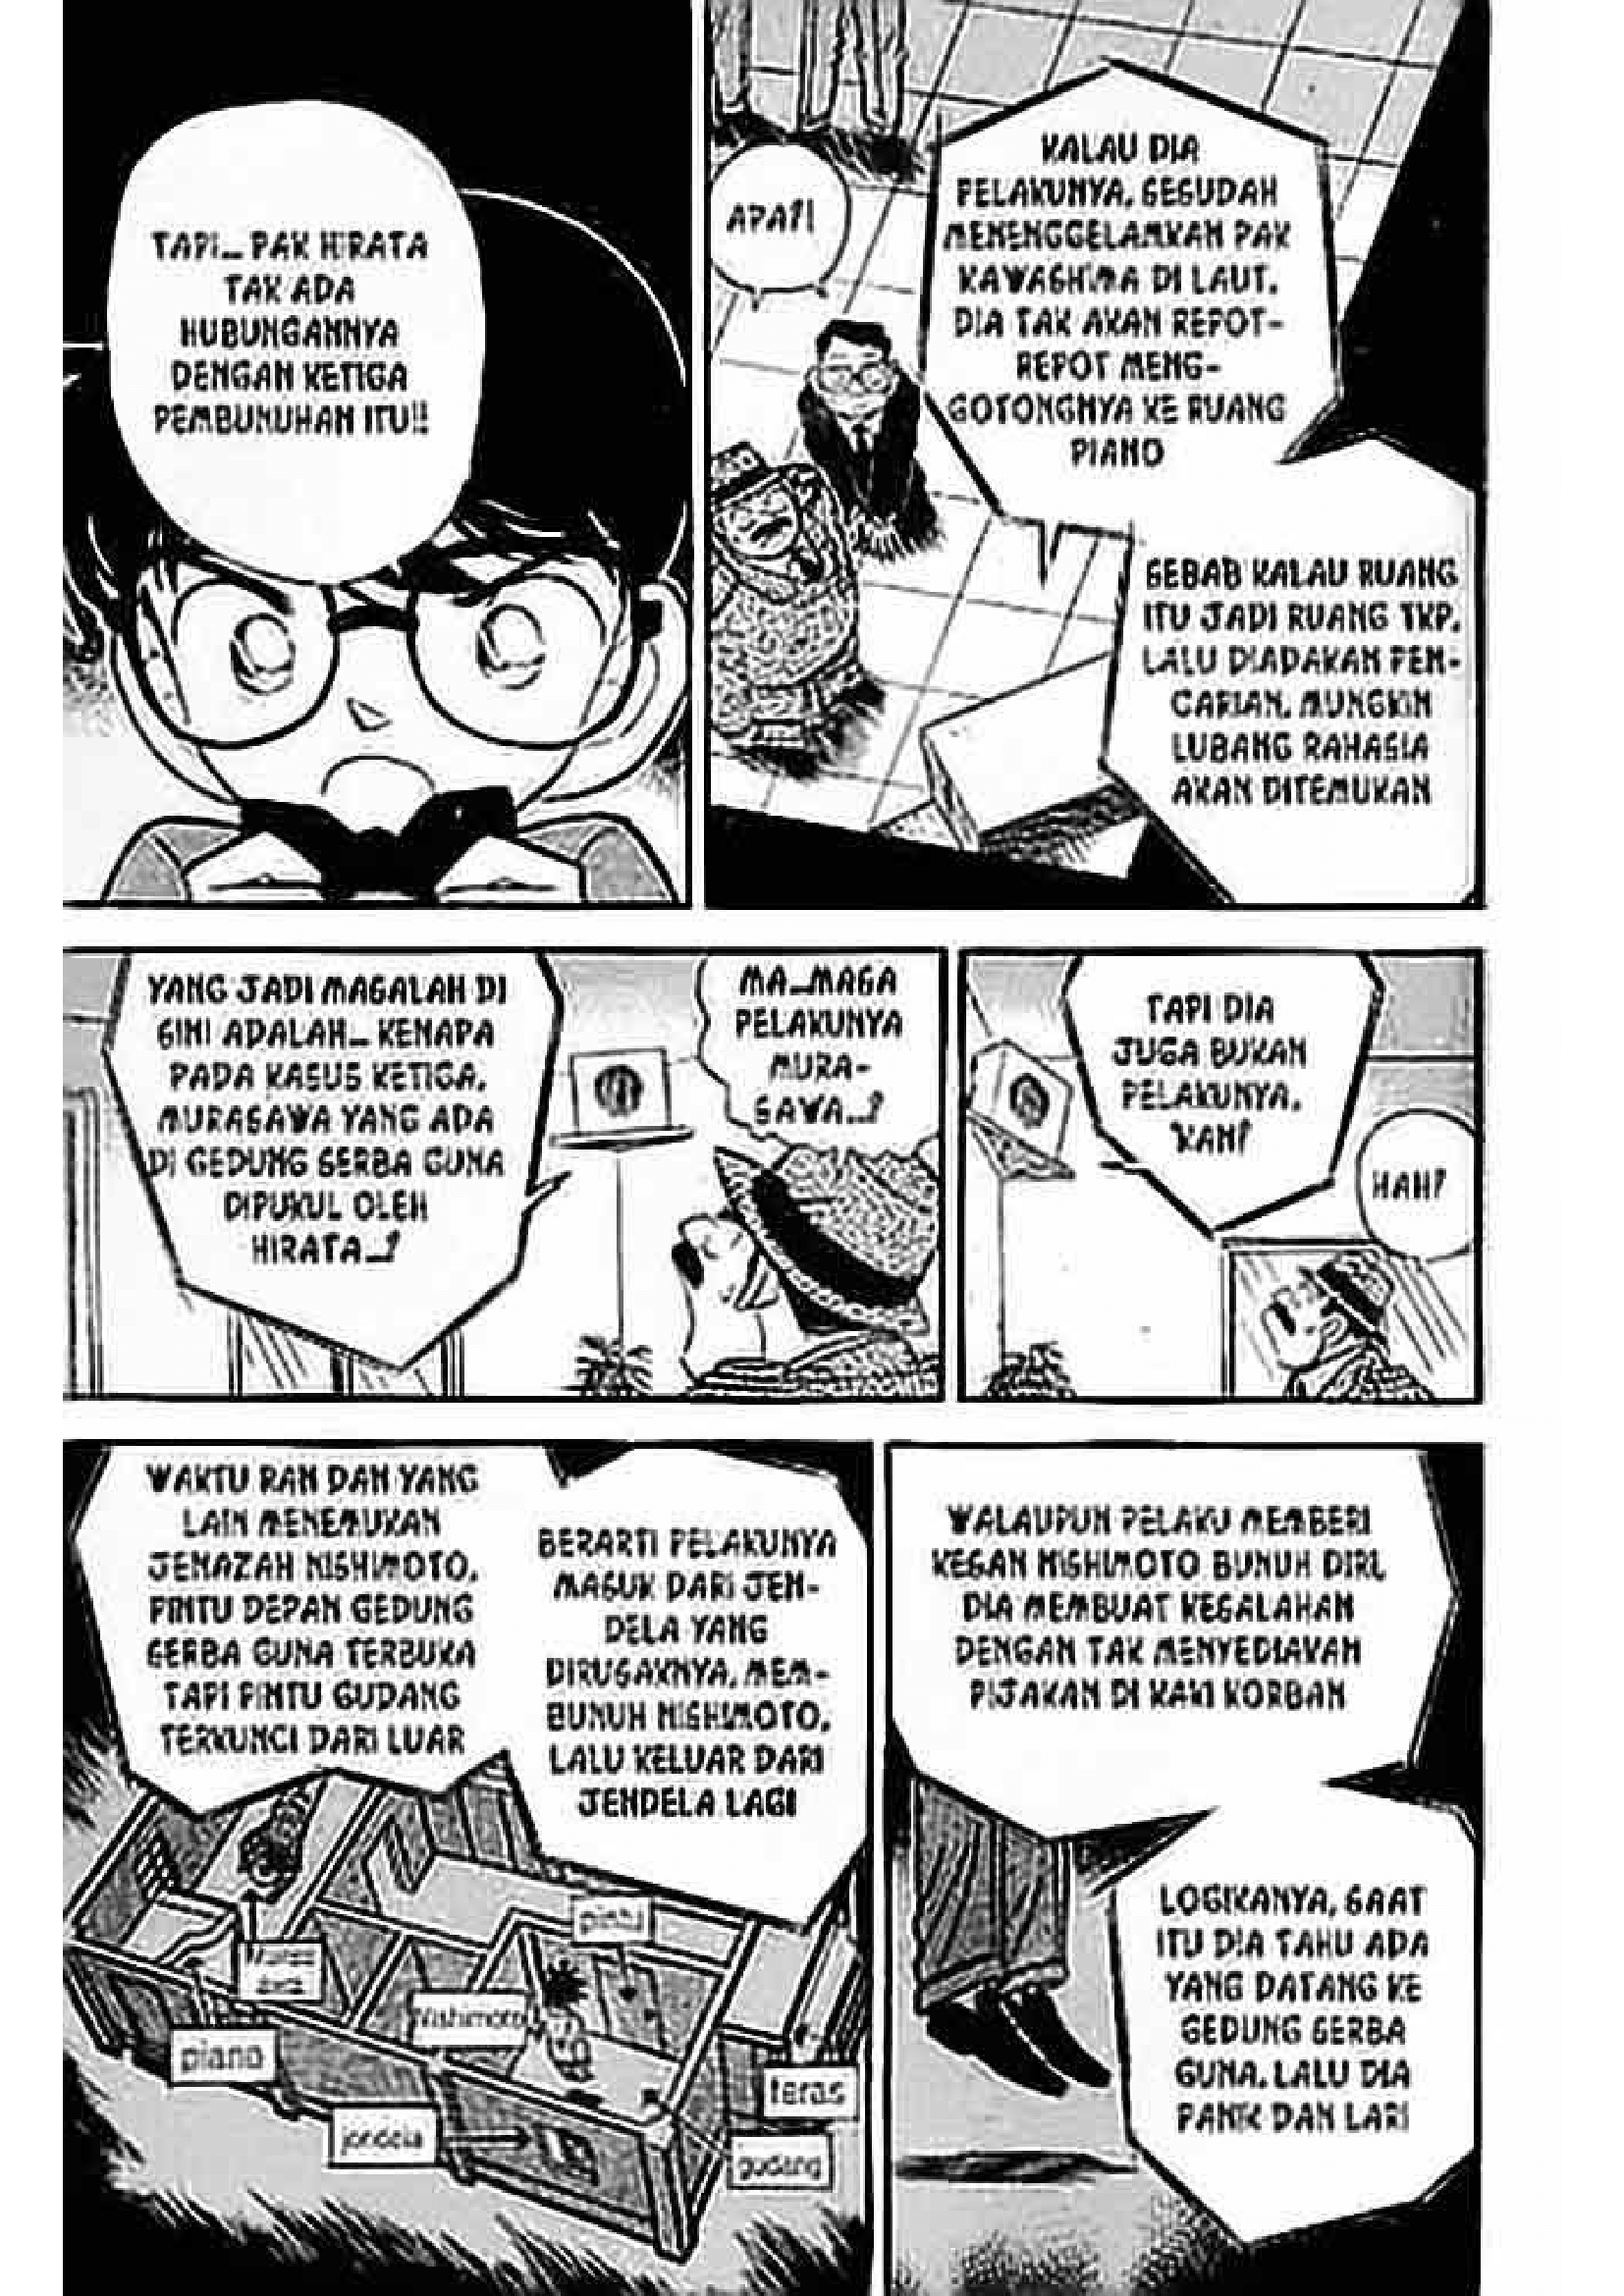 TAPI... PAK HIRATA
TAK ADA
HUBUNGANNYA
DENGAN KETIGA
PEMBUNUHAN ITU!!
APA?!
KALAU DIA
PELAKUNYA, SESUDAH
MENENGGELAMKAN PAK
KAWASHIMA DI LAUT,
DIA TAK AKAN REPOT-
REPOT MENG-
GOTONGNYA KE RUANG
PIANO
SEBAB KALAU RUANG
ITU JADI RUANG TKP,
LALU DIADAKAN PEN-
CARIAN, MUNGKIN
LUBANG RAHASIA
AKAN DITEMUKAN
YANG JADI MASALAH DI
SINI ADALAH... KENAPA
PADA KASUS KETIGA,
MURASAWA YANG ADA
DI GEDUNG SERBA GUNA
DIPUKUL OLEH
HIRATA...?
MA...MASA
PELAKUNYA
MURA-
SAWA...?
TAPI DIA
JUGA BUKAN
PELAKUNYA,
'KAN?
HAH?
WAKTU RAN DAN YANG
LAIN MENEMUKAN
JENAZAH NISHIMOTO,
PINTU DEPAN GEDUNG
SERBA GUNA TERBUKA
TAPI PINTU GUDANG
TERKUNCI DARI LUAR
BERARTI PELAKUNYA
MASUK DARI JEN-
DELA YANG
DIRUSAKNYA, MEM-
BUNUH NISHIMOTO,
LALU KELUAR DARI
JENDELA LAGI
pintu
Nishimoto
piano
jendela
teras
gudang
WALAUPUN PELAKU MEMBERI
KESAN NISHIMOTO BUNUH DIRI,
DIA MEMBUAT KESALAHAN
DENGAN TAK MENYEDIAKAN
PIJAKAN DI KAKI KORBAN
LOGIKANYA, SAAT
ITU DIA TAHU ADA
YANG DATANG KE
GEDUNG SERBA
GUNA, LALU DIA
PANIK DAN LARI